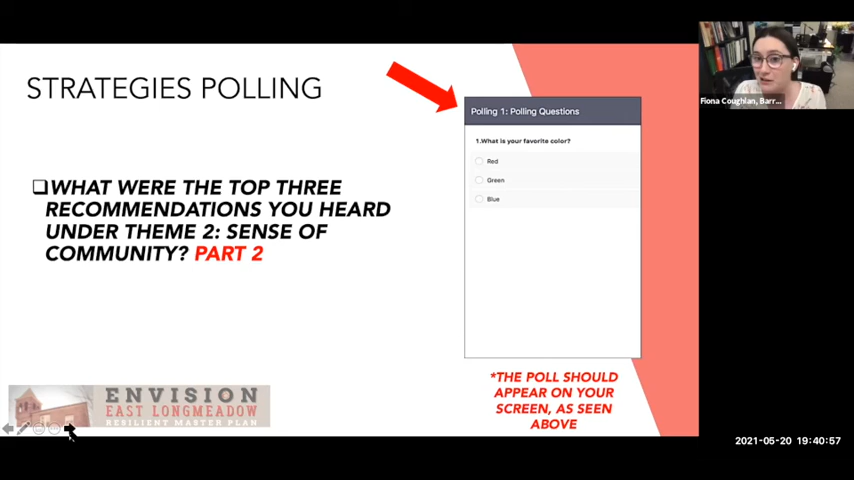 STRATEGIES POLLING
❑WHAT WERE THE TOP THREE
RECOMMENDATIONS YOU HEARD
UNDER THEME 2: SENSE OF
COMMUNITY? PART 2
Polling 1: Polling Questions
1.What is your favorite color?
Red
Green
Blue
*THE POLL SHOULD
APPEAR ON YOUR
SCREEN, AS SEEN
ABOVE
ENVISION
EAST LONGMEADOW
RESILIENT MASTER PLAN
Fiona Coughlan, Barr...
2021-05-20 19:40:57